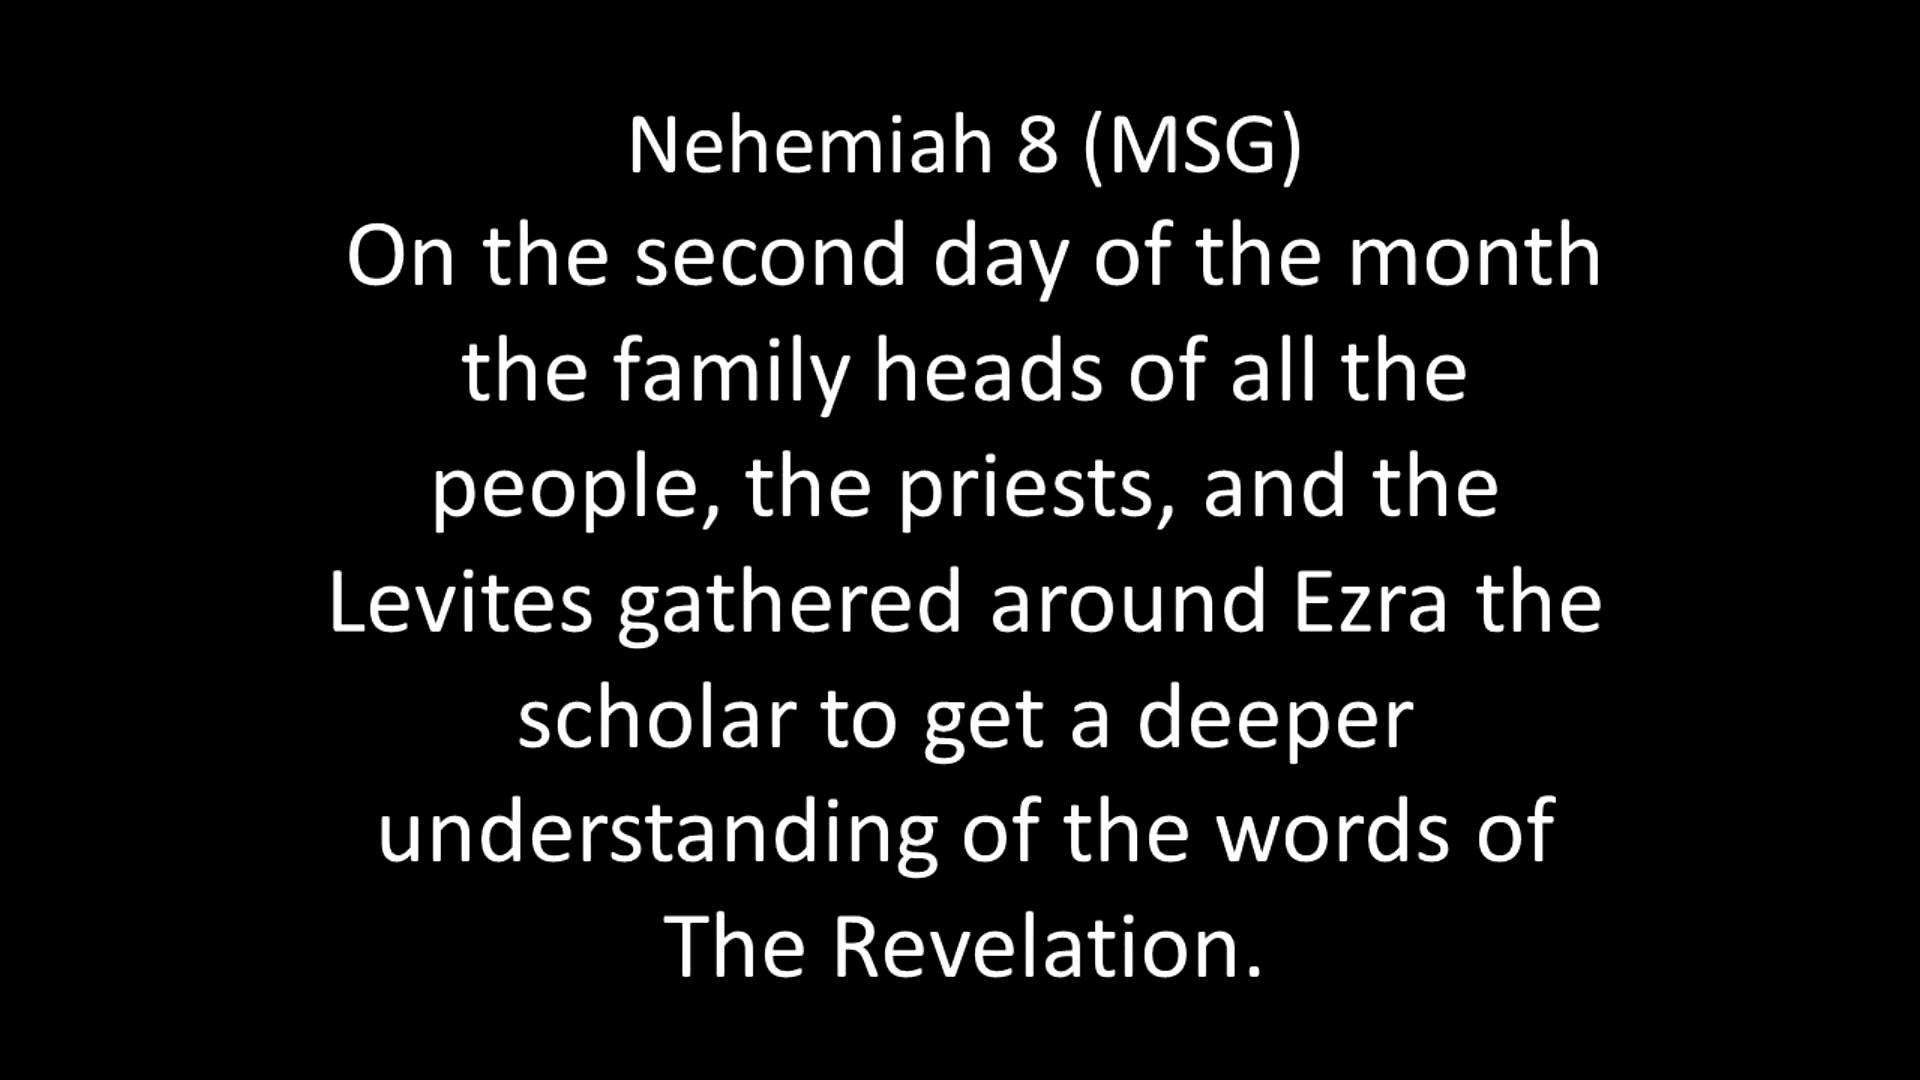 Nehemiah 8 (MSG)
On the second day of the month
the family heads of all the
people, the priests, and the
Levites gathered around Ezra the
scholar to get a deeper
understanding of the words of
The Revelation.